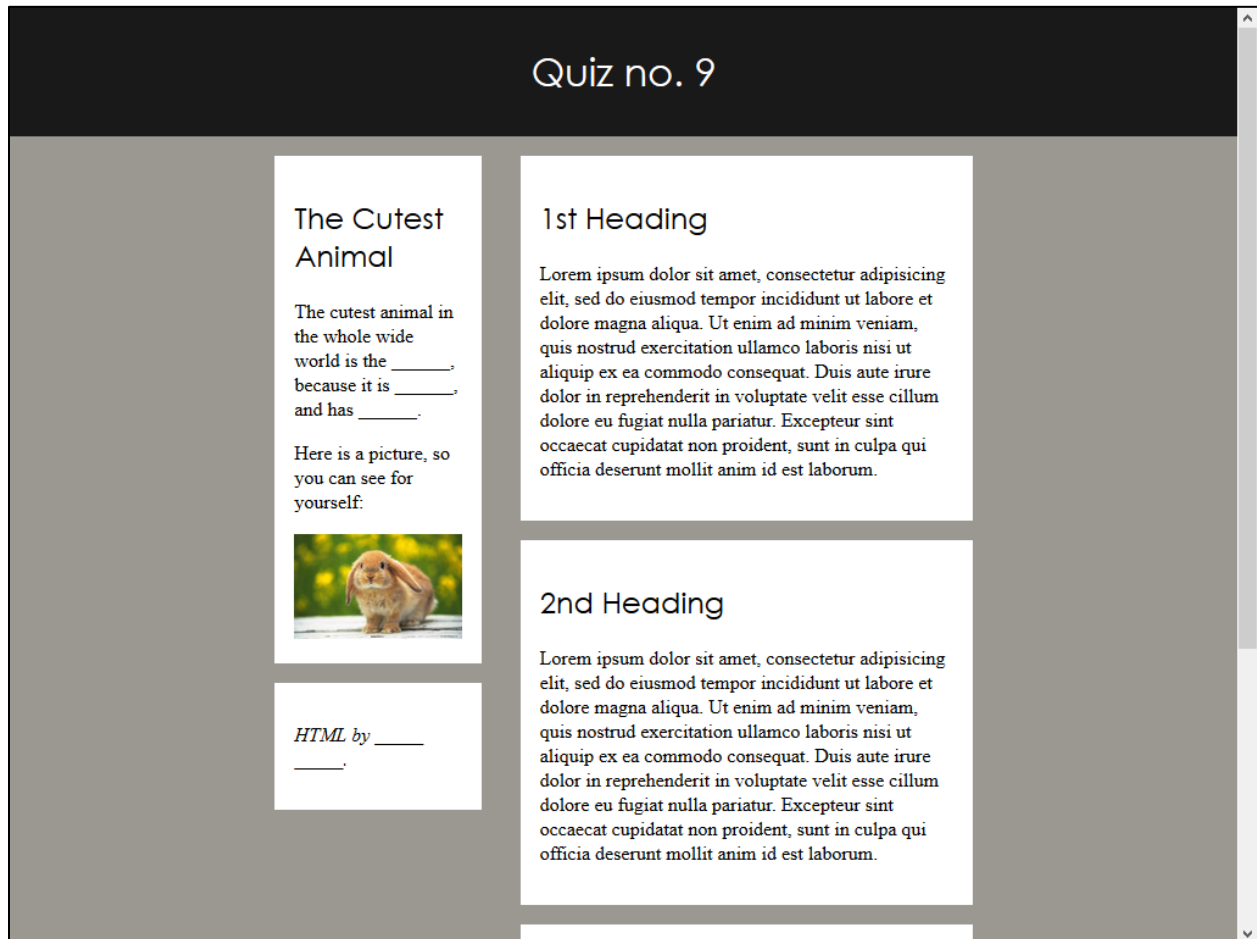 Quiz no. 9
The Cutest
Animal
The cutest animal in
the whole wide
world is the ______,
because it is ______,
and has ______.
Here is a picture, so
you can see for
yourself:
HTML by _____
_____.
1st Heading
Lorem ipsum dolor sit amet, consectetur adipisicing
elit, sed do eiusmod tempor incididunt ut labore et
dolore magna aliqua. Ut enim ad minim veniam,
quis nostrud exercitation ullamco laboris nisi ut
aliquip ex ea commodo consequat. Duis aute irure
dolor in reprehenderit in voluptate velit esse cillum
dolore eu fugiat nulla pariatur. Excepteur sint
occaecat cupidatat non proident, sunt in culpa qui
officia deserunt mollit anim id est laborum.
2nd Heading
Lorem ipsum dolor sit amet, consectetur adipisicing
elit, sed do eiusmod tempor incididunt ut labore et
dolore magna aliqua. Ut enim ad minim veniam,
quis nostrud exercitation ullamco laboris nisi ut
aliquip ex ea commodo consequat. Duis aute irure
dolor in reprehenderit in voluptate velit esse cillum
dolore eu fugiat nulla pariatur. Excepteur sint
occaecat cupidatat non proident, sunt in culpa qui
officia deserunt mollit anim id est laborum.